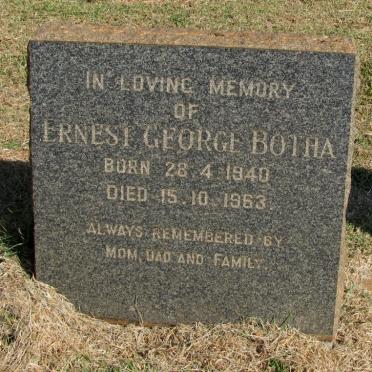 IN LOVING MEMORY
OF
ERNEST GEORGE BOTHA
BORN 28·4·1940
DIED 15·10·1963
ALWAYS REMEMBERED BY
MOM, DAD AND FAMILY.